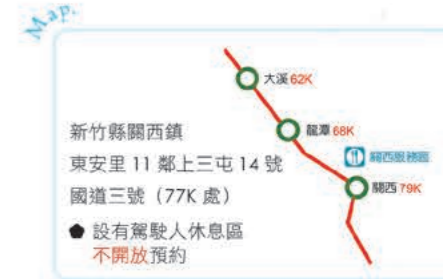 Map.
大溪 62K
龍潭 68K
關西服務區
關西 79K
新竹縣關西鎮
東安里 11 鄰上三屯 14 號
國道三號（77K 處）
● 設有駕駛人休息區
不開放預約